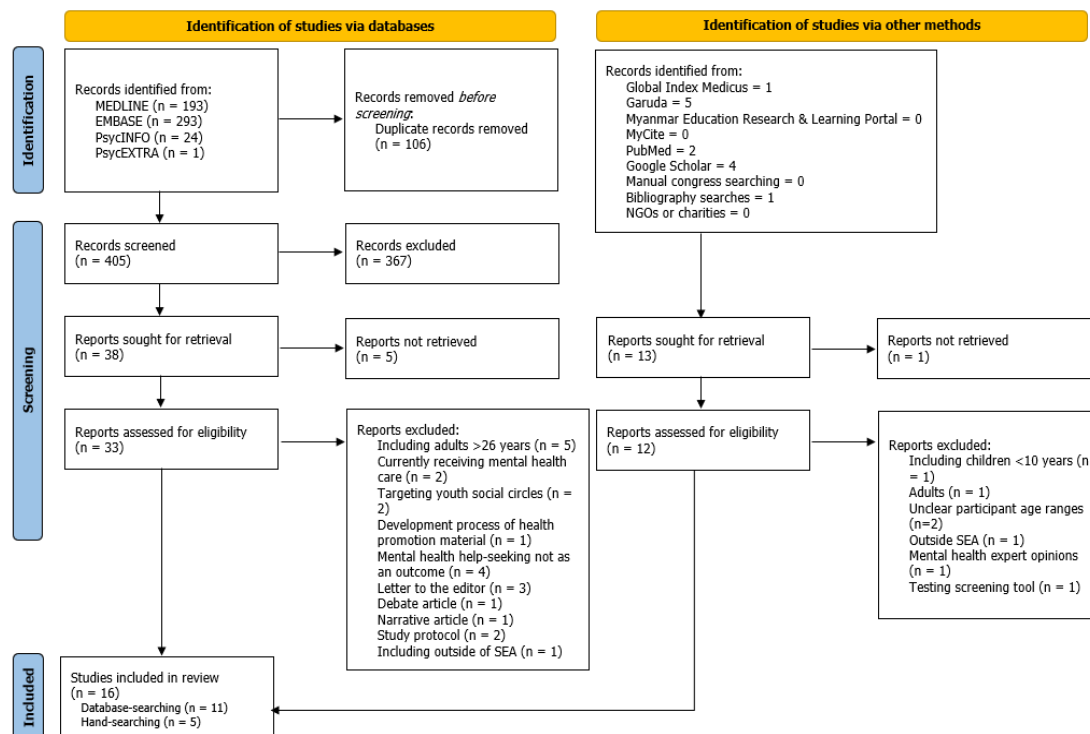 Identification of studies via databases
Identification of studies via other methods
Identification
Records identified from:
MEDLINE (n = 193)
EMBASE (n = 293)
PsycINFO (n = 24)
PsycEXTRA (n = 1)
Records removed before
screening:
Duplicate records removed
(n = 106)
Records identified from:
Global Index Medicus = 1
Garuda = 5
Myanmar Education Research & Learning Portal = 0
MyCite = 0
PubMed = 2
Google Scholar = 4
Manual congress searching = 0
Bibliography searches = 1
NGOs or charities = 0
Screening
Records screened
(n = 405)
Records excluded
(n = 367)
Reports sought for retrieval
(n = 38)
Reports not retrieved
(n = 5)
Reports sought for retrieval
(n = 13)
Reports not retrieved
(n = 1)
Reports assessed for eligibility
(n = 33)
Reports excluded:
Including adults >26 years (n = 5)
Currently receiving mental health
care (n = 2)
Targeting youth social circles (n =
2)
Development process of health
promotion material (n = 1)
Mental health help-seeking not as
an outcome (n = 4)
Letter to the editor (n = 3)
Debate article (n = 1)
Narrative article (n = 1)
Study protocol (n = 2)
Including outside of SEA (n = 1)
Reports assessed for eligibility
(n = 12)
Reports excluded:
Including children <10 years (n
= 1)
Adults (n = 1)
Unclear participant age ranges
(n=2)
Outside SEA (n = 1)
Mental health expert opinions
(n = 1)
Testing screening tool (n = 1)
Included
Studies included in review
(n = 16)
Database-searching (n = 11)
Hand-searching (n = 5)